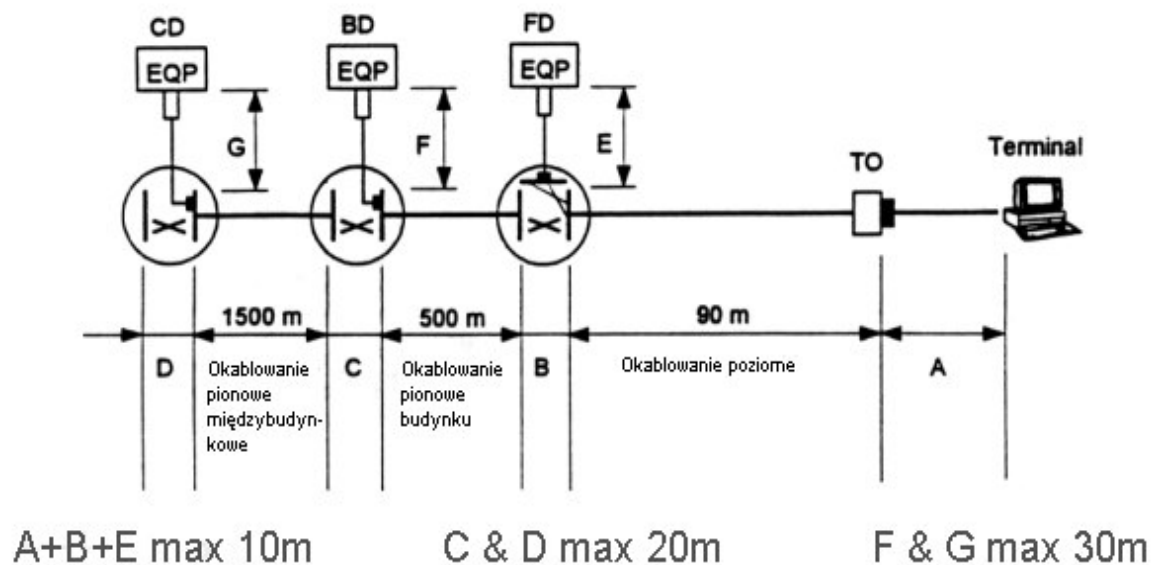 CD BD FD
EQP EQP EQP
G F E
TO Terminal
1500 m 500 m 90 m
D Okablowanie pionowe międzybudyn-kowe C Okablowanie pionowe budynku B Okablowanie poziome A
A+B+E max 10m C & D max 20m F & G max 30m